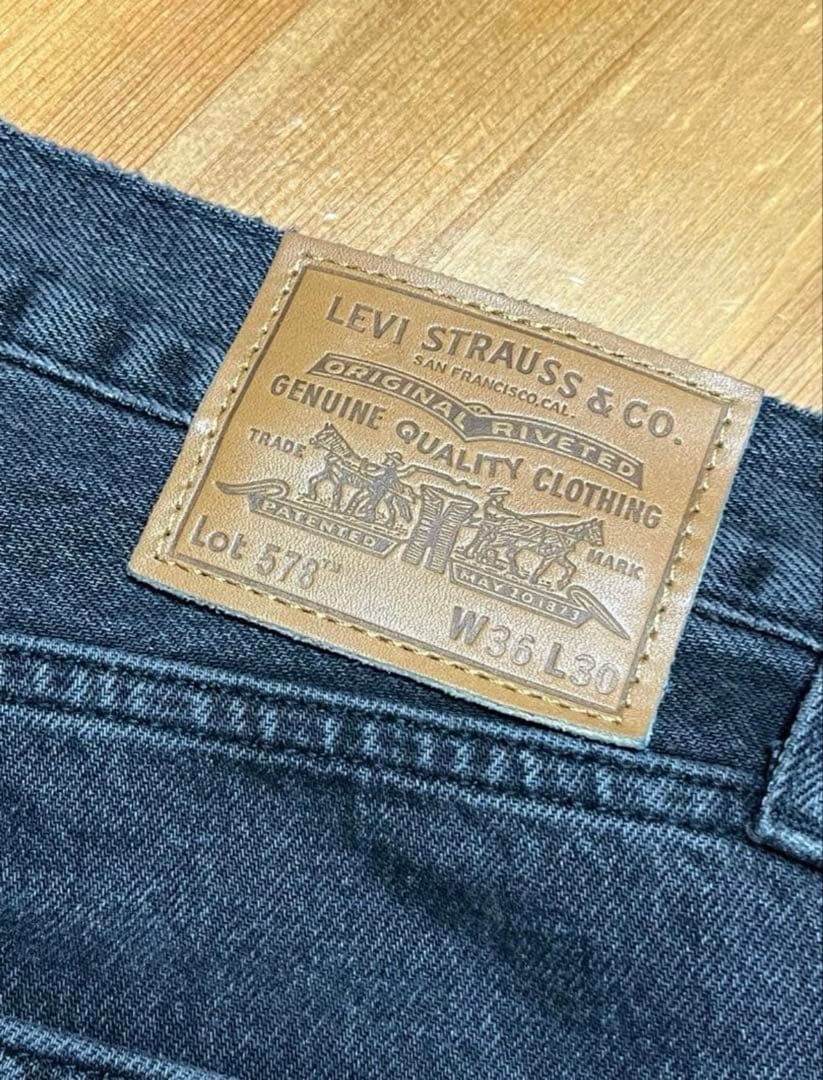 LEVI STRAUSS & CO.
SAN FRANCISCO, CAL.
ORIGINAL RIVETED
GENUINE QUALITY CLOTHING
TRADE MARK
PATENTED MAY 20 1873
Lot 578™
W36 L30